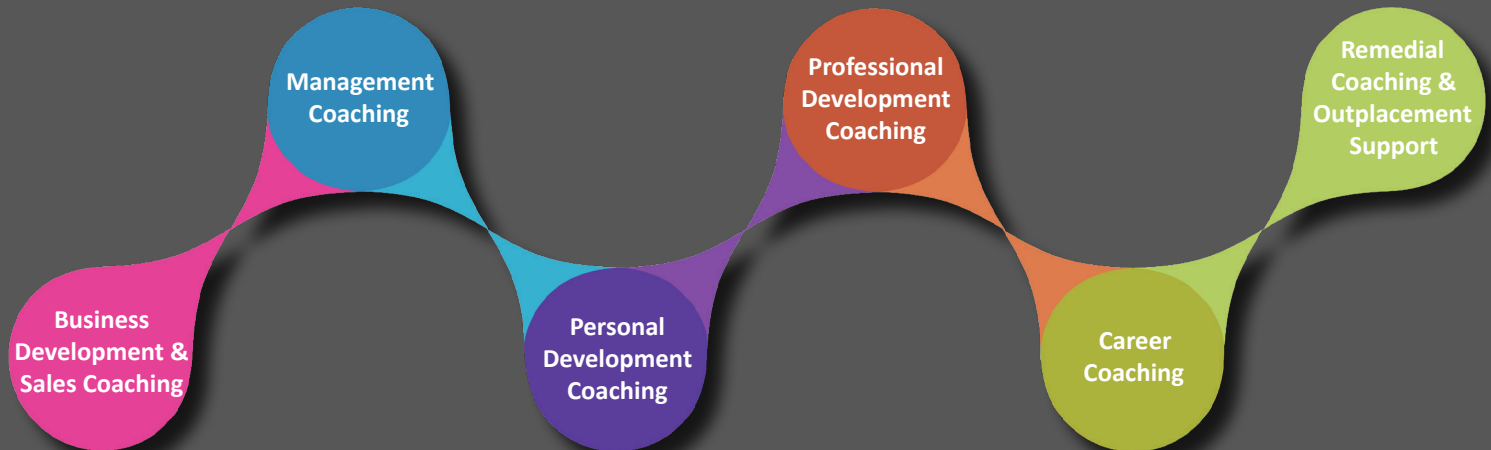 Business
Development &
Sales Coaching
Management
Coaching
Personal
Development
Coaching
Professional
Development
Coaching
Career
Coaching
Remedial
Coaching &
Outplacement
Support